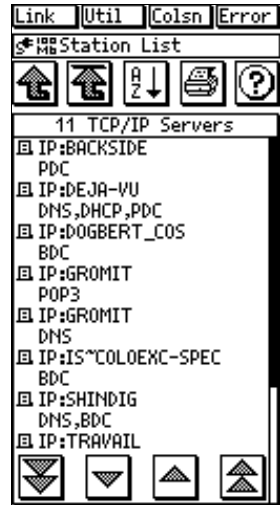 Link Util Colsn Error
10 MB Station List
A Z
?
11 TCP/IP Servers
IP:BACKSIDE
PDC
IP:DEJA-VU
DNS,DHCP,PDC
IP:DOGBERT_COS
BDC
IP:GROMIT
POP3
IP:GROMIT
DNS
IP:IS~COLOEXC-SPEC
BDC
IP:SHINDIG
DNS,BDC
IP:TRAVAIL